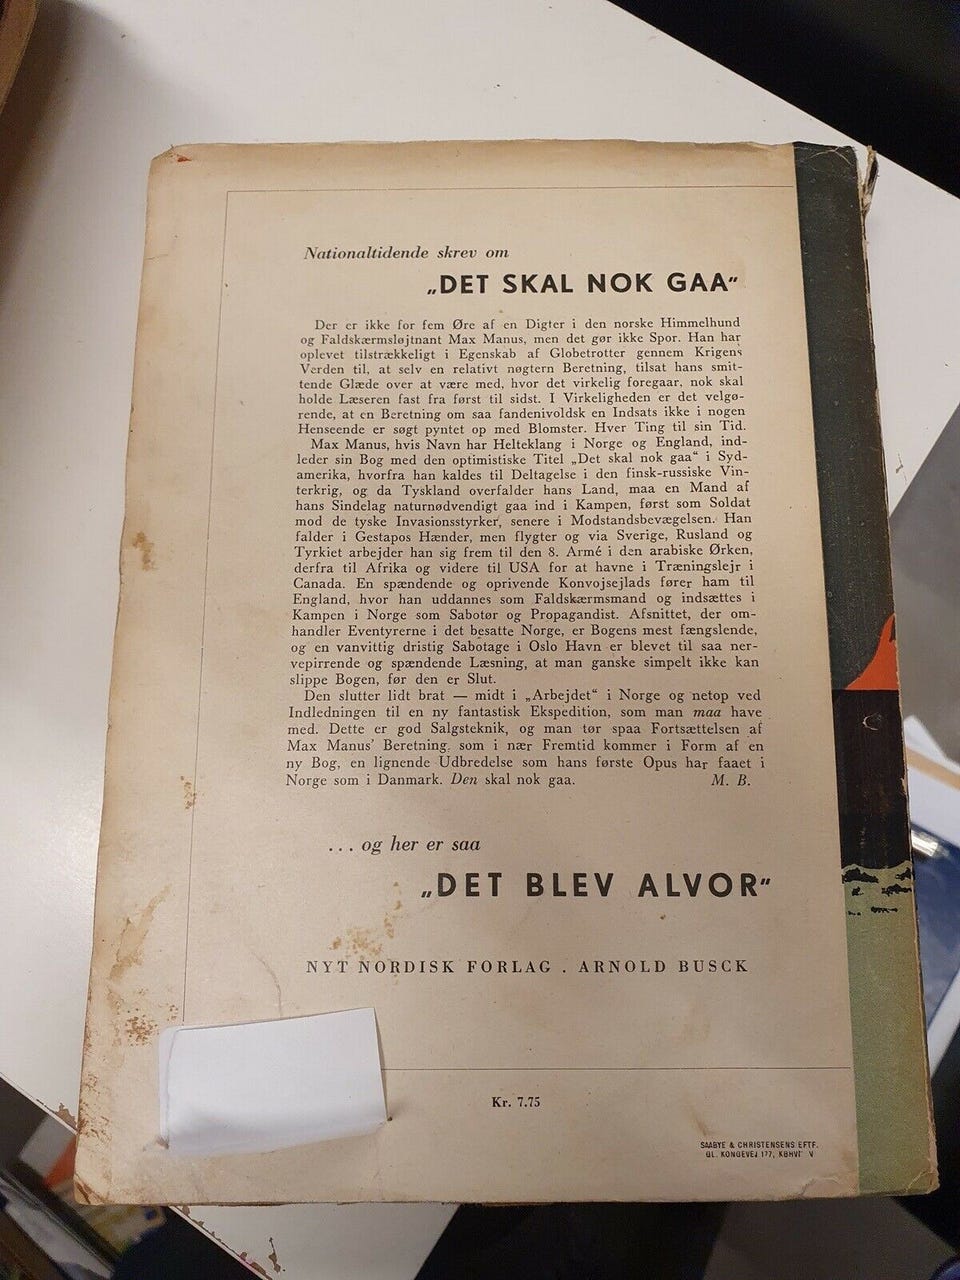 Nationaltidende skrev om
„DET SKAL NOK GAA“
Der er ikke for fem Øre af en Digter i den norske Himmelhund
og Faldskærmsløjtnant Max Manus, men det gør ikke Spor. Han har
oplevet tilstrækkeligt i Egenskab af Globetrotter gennem Krigens
Verden til, at selv en relativt nøgtern Beretning, tilsat hans smit-
tende Glæde over at være med, hvor det virkelig foregaar, nok skal
holde Læseren fast fra først til sidst. I Virkeligheden er det velgø-
rende, at en Beretning om saa fandenivoldsk en Indsats ikke i nogen
Henseende er søgt pyntet op med Blomster. Hver Ting til sin Tid.
Max Manus, hvis Navn har Helteklang i Norge og England, ind-
leder sin Bog med den optimistiske Titel „Det skal nok gaa“ i Syd-
amerika, hvorfra han kaldes til Deltagelse i den finsk-russiske Vin-
terkrig, og da Tyskland overfalder hans Land, maa en Mand af
hans Sindelag naturnødvendigt gaa ind i Kampen, først som Soldat
mod de tyske Invasionsstyrker, senere i Modstandsbevægelsen. Han
falder i Gestapos Hænder, men flygter og via Sverige, Rusland og
Tyrkiet arbejder han sig frem til den 8. Armé i den arabiske Ørken,
derfra til Afrika og videre til USA for at havne i Træningslejr i
Canada. En spændende og oprivende Konvojsejlads fører ham til
England, hvor han uddannes som Faldskærmsmand og indsættes i
Kampen i Norge som Sabotør og Propagandist. Afsnittet, der om-
handler Eventyrerne i det besatte Norge, er Bogens mest fængslende,
og en vanvittig dristig Sabotage i Oslo Havn er blevet til saa ner-
vepirrende og spændende Læsning, at man ganske simpelt ikke kan
slippe Bogen, før den er Slut.
Den slutter lidt brat — midt i „Arbejdet“ i Norge og netop ved
Indledningen til en ny fantastisk Ekspedition, som man maa have
med. Dette er god Salgsteknik, og man tør spaa Fortsættelsen af
Max Manus' Beretning, som i nær Fremtid kommer i Form af en
ny Bog, en lignende Udbredelse som hans første Opus har faaet i
Norge som i Danmark. Den skal nok gaa. M. B.
... og her er saa
„DET BLEV ALVOR“
NYT NORDISK FORLAG . ARNOLD BUSCK
Kr. 7.75
SAABYE & CHRISTENSENS EFTF.
GL. KONGEVEJ 177, KBHVN V